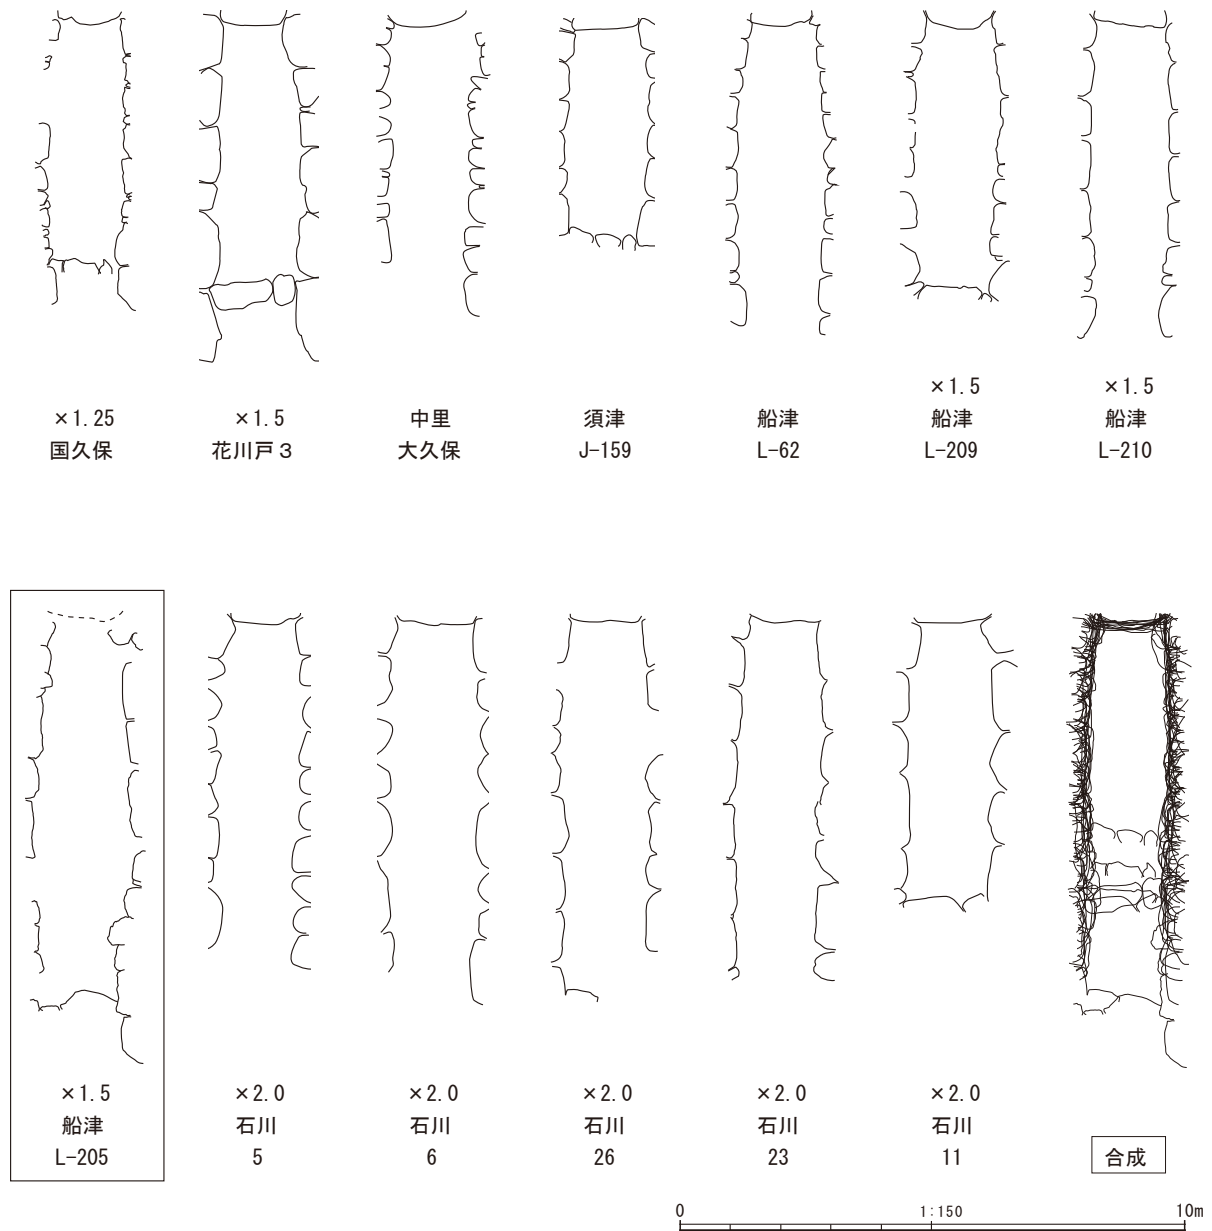 ×1.25
国久保
×1.5
花川戸３
中里
大久保
須津
J-159
船津
L-62
×1.5
船津
L-209
×1.5
船津
L-210
×1.5
船津
L-205
×2.0
石川
5
×2.0
石川
6
×2.0
石川
26
×2.0
石川
23
×2.0
石川
11
合成
0 1:150 10m